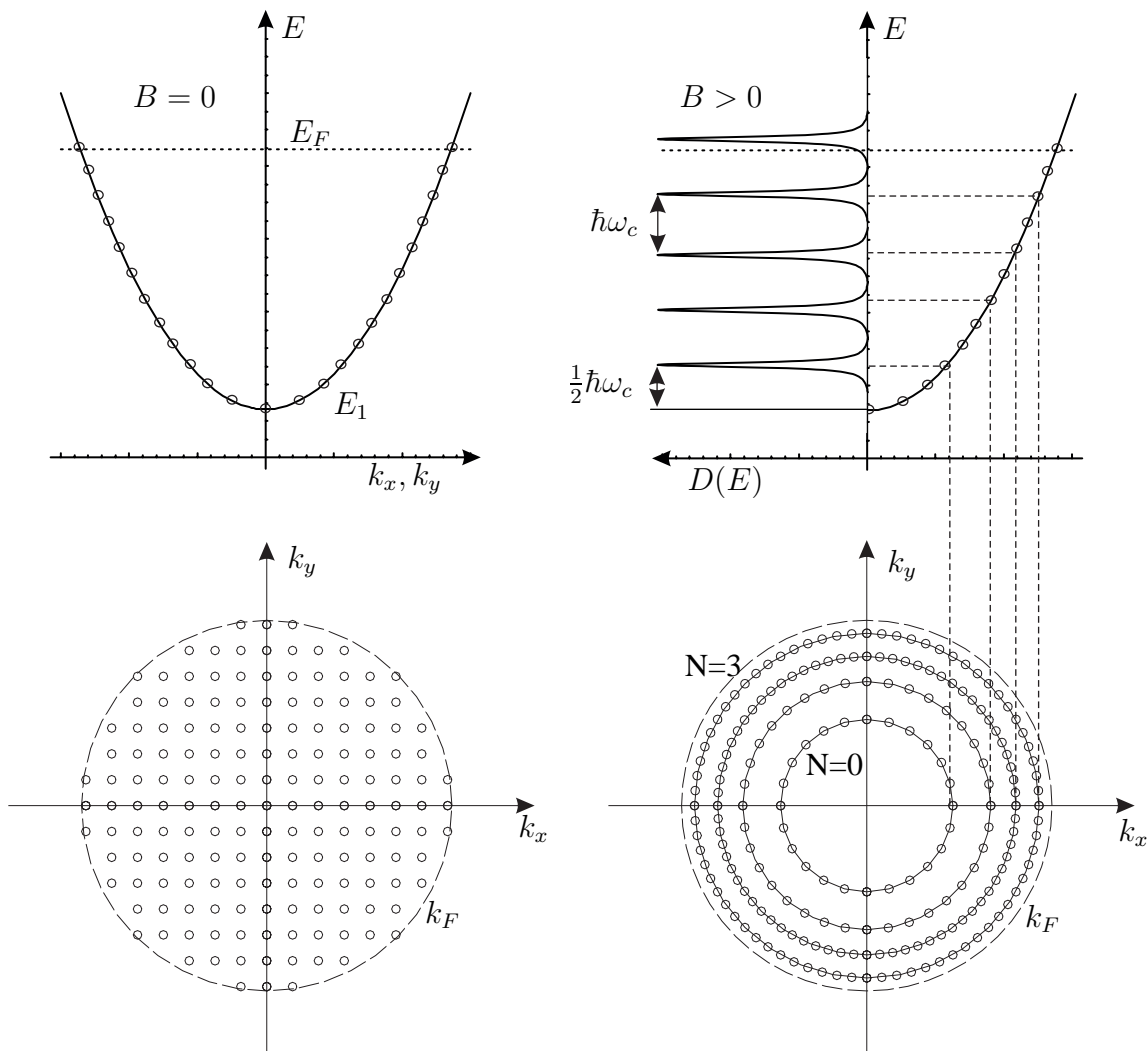 E
B = 0
E_F
E_1
k_x, k_y
E
B > 0
ℏω_c
½ℏω_c
D(E)
k_y
k_x
k_F
k_y
N=3
N=0
k_x
k_F